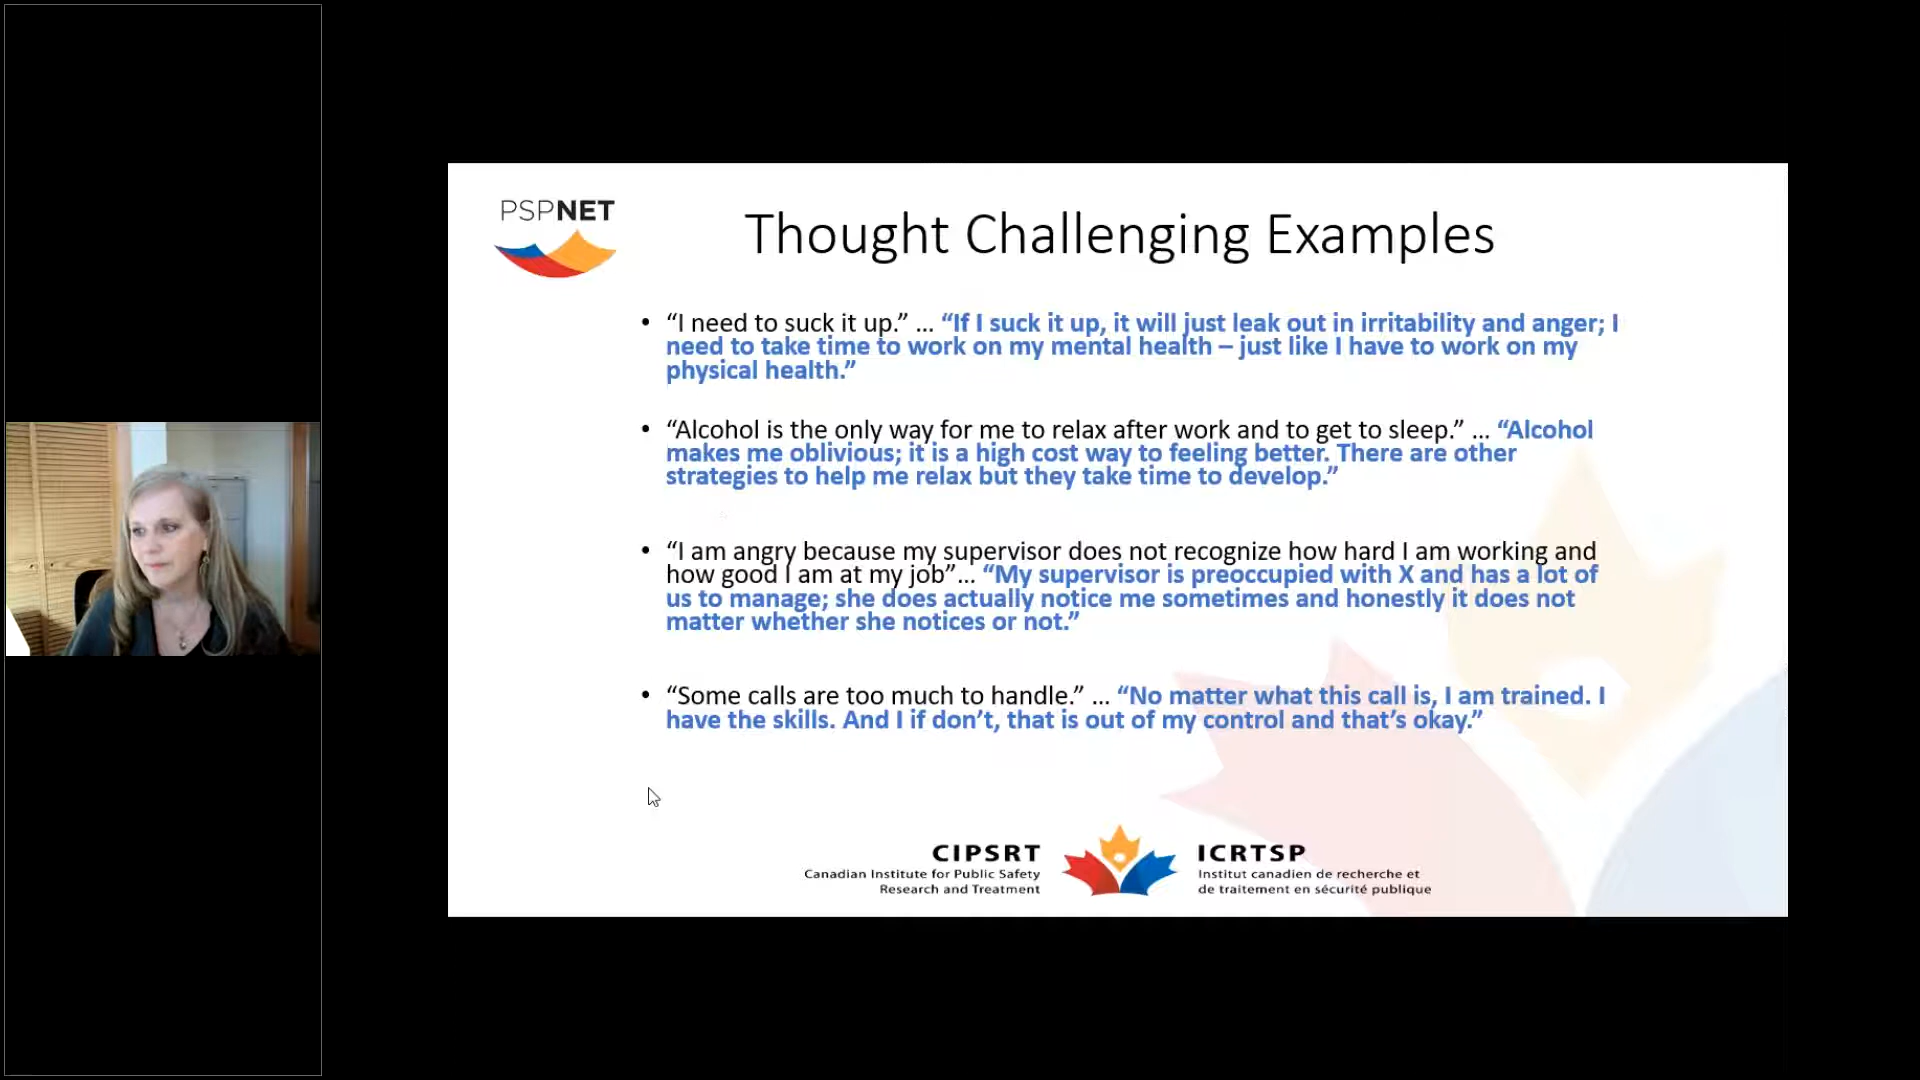 PSPNET
Thought Challenging Examples
• “I need to suck it up.” ... “If I suck it up, it will just leak out in irritability and anger; I
need to take time to work on my mental health – just like I have to work on my
physical health.”
• “Alcohol is the only way for me to relax after work and to get to sleep.” ... “Alcohol
makes me oblivious; it is a high cost way to feeling better. There are other
strategies to help me relax but they take time to develop.”
• “I am angry because my supervisor does not recognize how hard I am working and
how good I am at my job”... “My supervisor is preoccupied with X and has a lot of
us to manage; she does actually notice me sometimes and honestly it does not
matter whether she notices or not.”
• “Some calls are too much to handle.” ... “No matter what this call is, I am trained. I
have the skills. And I if don’t, that is out of my control and that’s okay.”
CIPSRT
Canadian Institute for Public Safety
Research and Treatment
ICRTSP
Institut canadien de recherche et
de traitement en sécurité publique